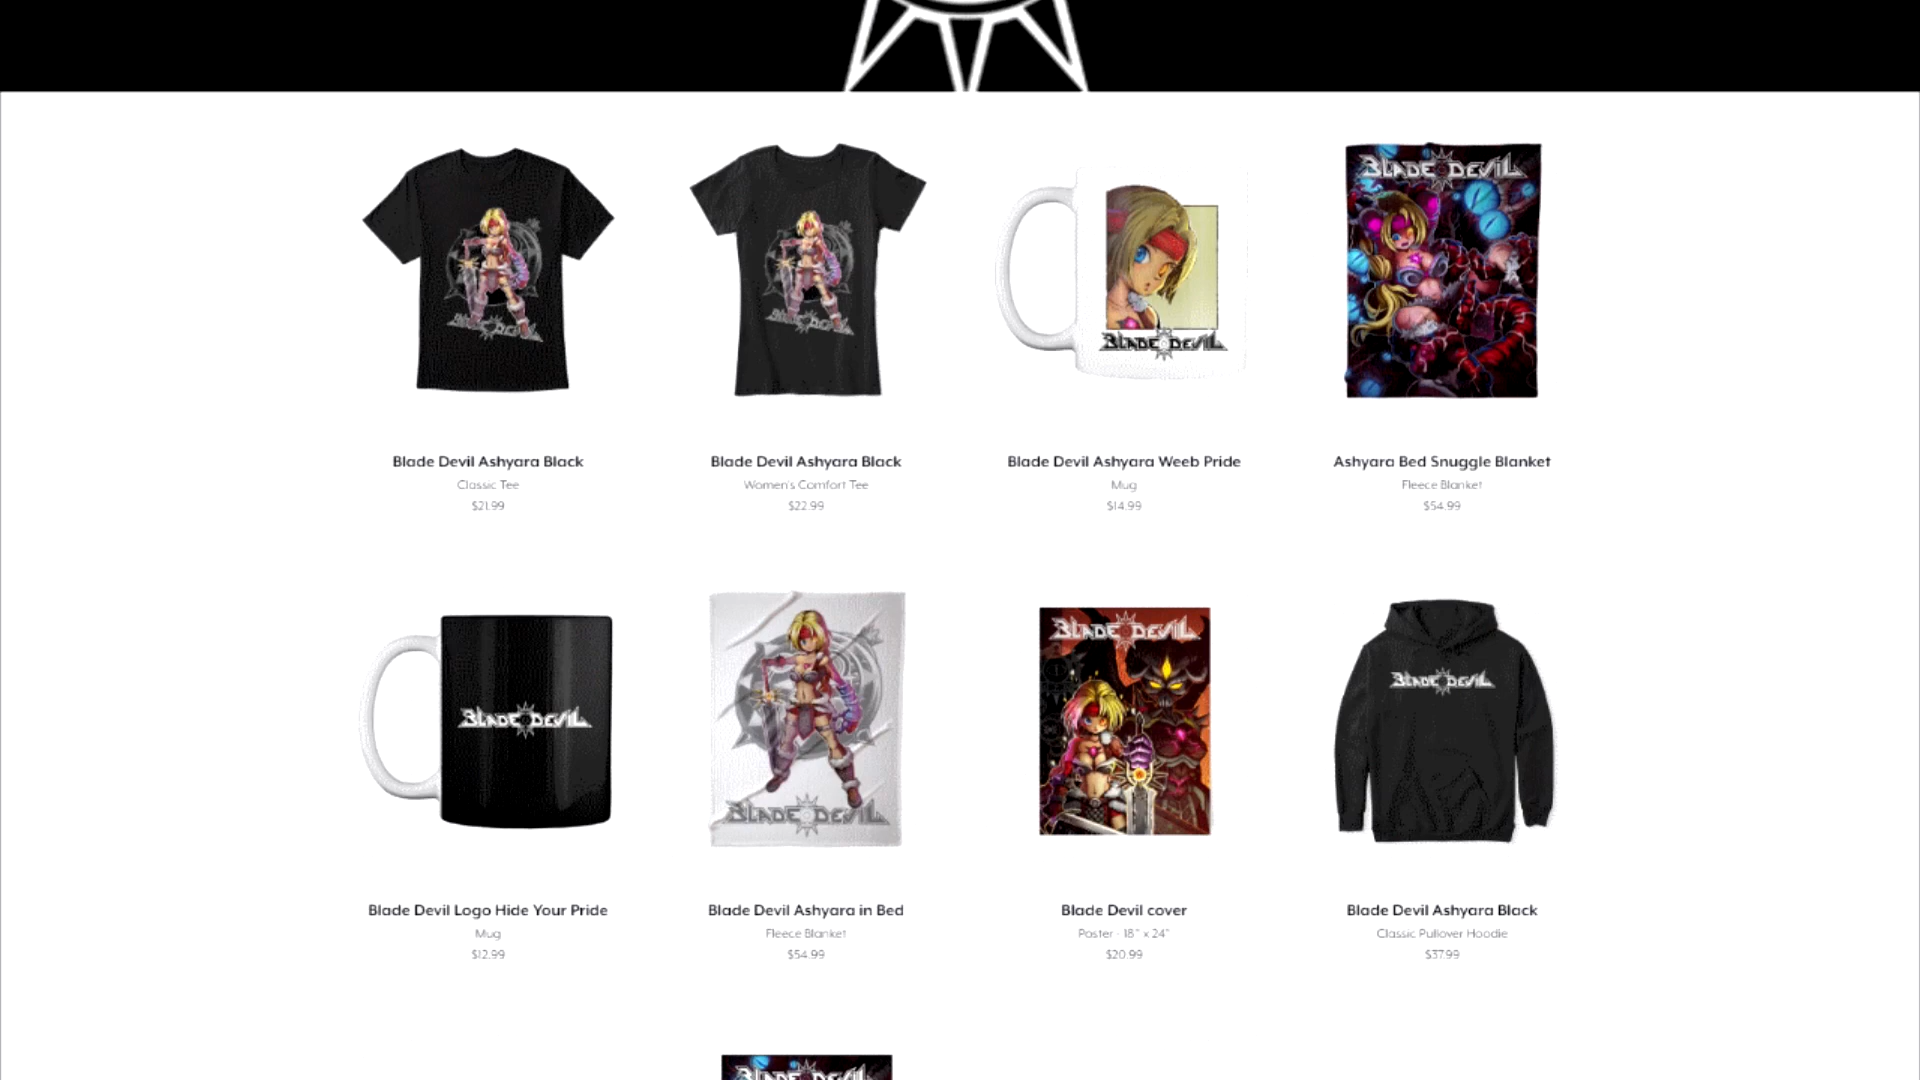 BLADE DEVIL
BLADE DEVIL
BLADE DEVIL
BLADE DEVIL
Blade Devil Ashyara Black
Classic Tee
$21.99
Blade Devil Ashyara Black
Women's Comfort Tee
$22.99
Blade Devil Ashyara Weeb Pride
Mug
$14.99
Ashyara Bed Snuggle Blanket
Fleece Blanket
$54.99
BLADE DEVIL
BLADE DEVIL
BLADE DEVIL
BLADE DEVIL
Blade Devil Logo Hide Your Pride
Mug
$12.99
Blade Devil Ashyara in Bed
Fleece Blanket
$54.99
Blade Devil cover
Poster · 18" x 24"
$20.99
Blade Devil Ashyara Black
Classic Pullover Hoodie
$37.99
BLADE DEVIL